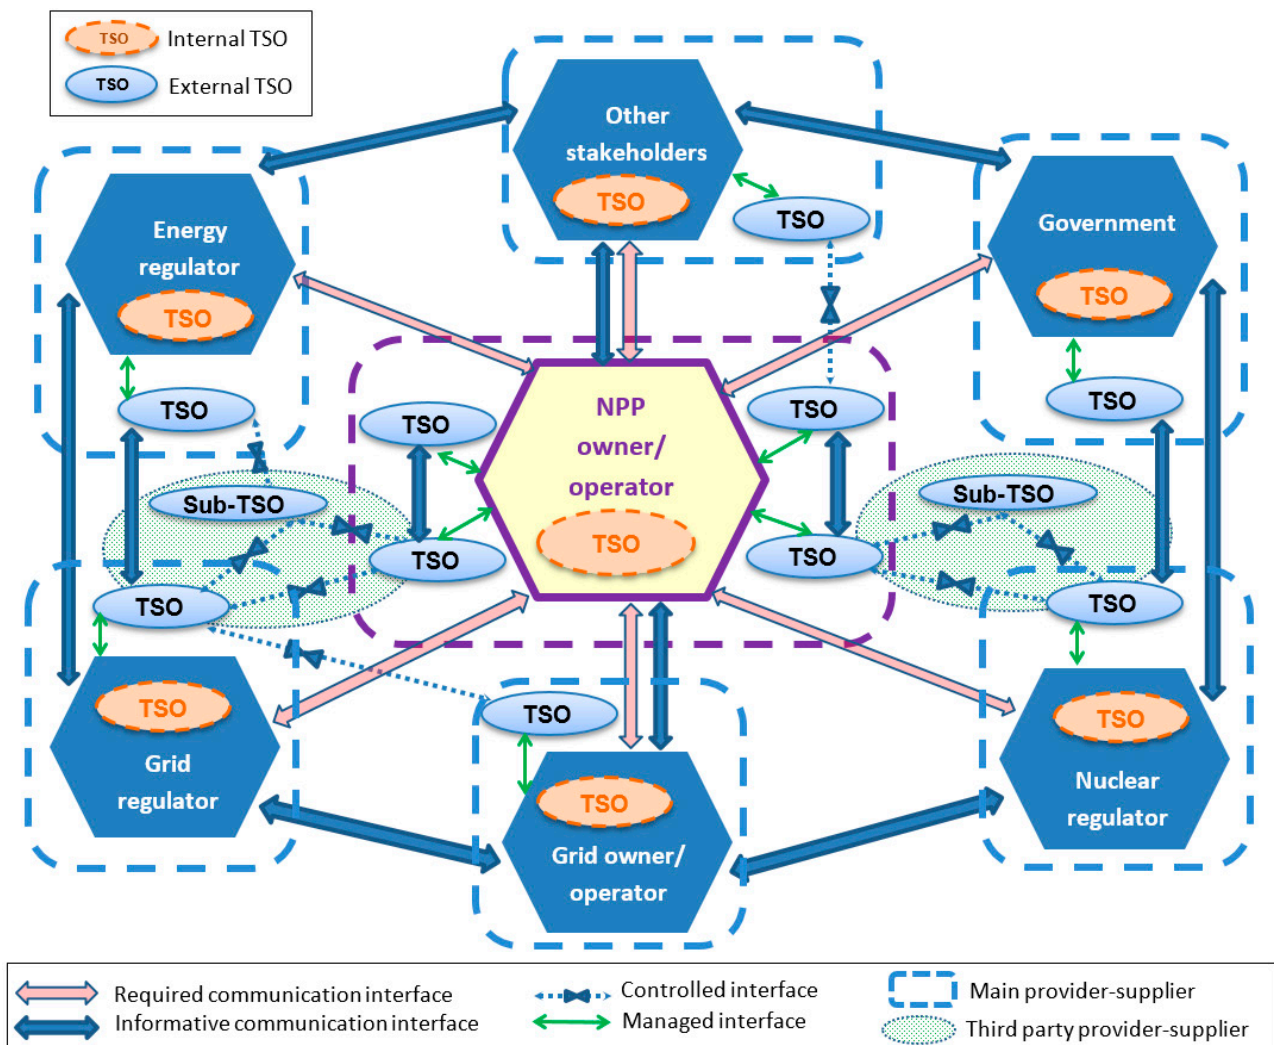 TSO Internal TSO
TSO External TSO
Other
stakeholders
TSO
TSO
Energy
regulator
TSO
TSO
Government
TSO
TSO
NPP
owner/
operator
TSO
TSO
TSO
TSO
TSO
Sub-TSO
Sub-TSO
TSO
TSO
TSO
Grid
regulator
TSO
TSO
Grid owner/
operator
TSO
Nuclear
regulator
Required communication interface
Informative communication interface
Controlled interface
Managed interface
Main provider-supplier
Third party provider-supplier